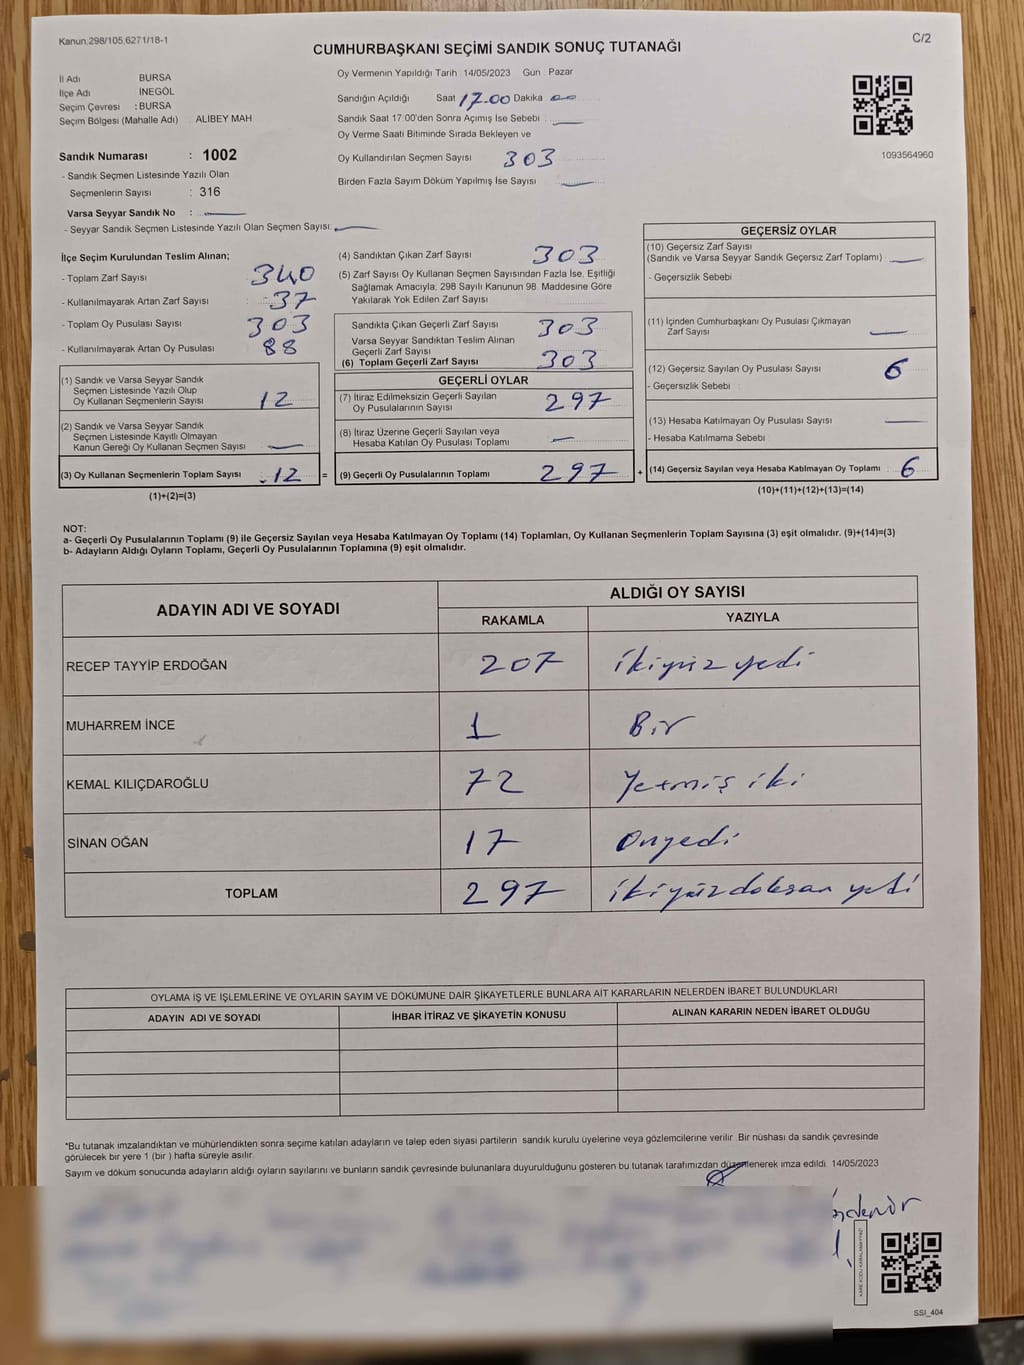 Kanun:298/105,6271/18-1
C/2
CUMHURBAŞKANI SEÇİMİ SANDIK SONUÇ TUTANAĞI
İl Adı BURSA
İlçe Adı İNEGÖL
Seçim Çevresi : BURSA
Seçim Bölgesi (Mahalle Adı) ALIBEY MAH
Oy Vermenin Yapıldığı Tarih 14/05/2023 Gün : Pazar
Sandığın Açıldığı Saat 17.00 Dakika 00
Sandık Saat 17:00'den Sonra Açımış İse Sebebi
Oy Verme Saati Bitiminde Sırada Bekleyen ve
Oy Kullandırılan Seçmen Sayısı 303
Birden Fazla Sayım Döküm Yapılmış İse Sayısı
1093564960
Sandık Numarası : 1002
- Sandık Seçmen Listesinde Yazılı Olan
Seçmenlerin Sayısı : 316
Varsa Seyyar Sandık No :
- Seyyar Sandık Seçmen Listesinde Yazılı Olan Seçmen Sayısı:
İlçe Seçim Kurulundan Teslim Alınan;
- Toplam Zarf Sayısı 340
- Kullanılmayarak Artan Zarf Sayısı : 37
- Toplam Oy Pusulası Sayısı 303
- Kullanılmayarak Artan Oy Pusulası 88
(1) Sandık ve Varsa Seyyar Sandık
Seçmen Listesinde Yazılı Olup
Oy Kullanan Seçmenlerin Sayısı 12
(2) Sandık ve Varsa Seyyar Sandık
Seçmen Listesinde Kayıtlı Olmayan
Kanun Gereği Oy Kullanan Seçmen Sayısı
(3) Oy Kullanan Seçmenlerin Toplam Sayısı 12 =
(1)+(2)=(3)
(4) Sandıktan Çıkan Zarf Sayısı 303
(5) Zarf Sayısı Oy Kullanan Seçmen Sayısından Fazla İse, Eşitliği
Sağlamak Amacıyla; 298 Sayılı Kanunun 98. Maddesine Göre
Yakılarak Yok Edilen Zarf Sayısı
Sandıkta Çıkan Geçerli Zarf Sayısı 303
Varsa Seyyar Sandıktan Teslim Alınan
Geçerli Zarf Sayısı
(6) Toplam Geçerli Zarf Sayısı 303
GEÇERLİ OYLAR
(7) İtiraz Edilmeksizin Geçerli Sayılan
Oy Pusulalarının Sayısı 297
(8) İtiraz Üzerine Geçerli Sayılan veya
Hesaba Katılan Oy Pusulası Toplamı
(9) Geçerli Oy Pusulalarının Toplamı 297 +
GEÇERSİZ OYLAR
(10) Geçersiz Zarf Sayısı
(Sandık ve Varsa Seyyar Sandık Geçersiz Zarf Toplamı)
- Geçersizlik Sebebi
(11) İçinden Cumhurbaşkanı Oy Pusulası Çıkmayan
Zarf Sayısı
(12) Geçersiz Sayılan Oy Pusulası Sayısı 6
- Geçersizlik Sebebi :
(13) Hesaba Katılmayan Oy Pusulası Sayısı
- Hesaba Katılmama Sebebi
(14) Geçersiz Sayılan veya Hesaba Katılmayan Oy Toplamı 6
(10)+(11)+(12)+(13)=(14)
NOT:
a- Geçerli Oy Pusulalarının Toplamı (9) ile Geçersiz Sayılan veya Hesaba Katılmayan Oy Toplamı (14) Toplamları, Oy Kullanan Seçmenlerin Toplam Sayısına (3) eşit olmalıdır. (9)+(14)=(3)
b- Adayların Aldığı Oyların Toplamı, Geçerli Oy Pusulalarının Toplamına (9) eşit olmalıdır.
ADAYIN ADI VE SOYADI
ALDIĞI OY SAYISI
RAKAMLA YAZIYLA
RECEP TAYYİP ERDOĞAN 207 ikiyüz yedi
MUHARREM İNCE 1 Bir
KEMAL KILIÇDAROĞLU 72 Yetmiş iki
SİNAN OĞAN 17 Onyedi
TOPLAM 297 ikiyüz doksan yedi
OYLAMA İŞ VE İŞLEMLERİNE VE OYLARIN SAYIM VE DÖKÜMÜNE DAİR ŞİKAYETLERLE BUNLARA AİT KARARLARIN NELERDEN İBARET BULUNDUKLARI
ADAYIN ADI VE SOYADI
İHBAR İTİRAZ VE ŞİKAYETİN KONUSU
ALINAN KARARIN NEDEN İBARET OLDUĞU
*Bu tutanak imzalandıktan ve mühürlendikten sonra seçime katılan adayların ve talep eden siyasi partilerin sandık kurulu üyelerine veya gözlemcilerine verilir. Bir nüshası da sandık çevresinde
görülecek bir yere 1 (bir ) hafta süreyle asılır.
Sayım ve döküm sonucunda adayların aldığı oyların sayılarını ve bunların sandık çevresinde bulunanlara duyurulduğunu gösteren bu tutanak tarafımızdan düzenlenerek imza edildi. 14/05/2023
KARE KODU KARALAMAYINIZ!
SSI_404